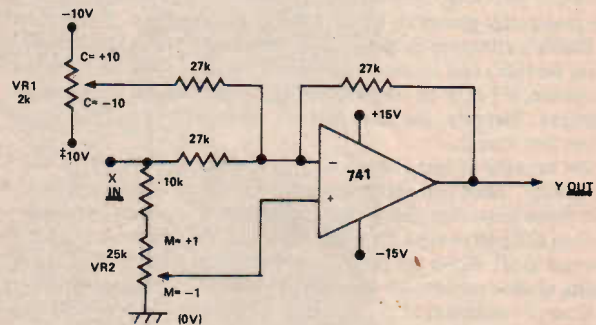 -10V
C= +10
27k
27k
VR1
2k
C= -10
+15V
‡10V
27k
-
741
X
IN
10k
+
Y OUT
25k
M= +1
VR2
-15V
M= -1
(0V)